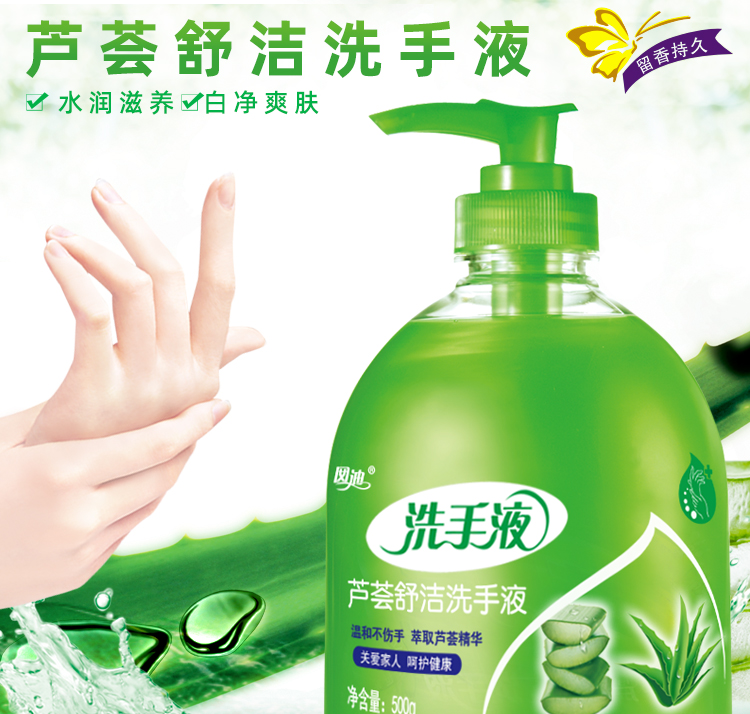 芦荟舒洁洗手液
留香持久
水润滋养 白净爽肤
®
洗手液
芦荟舒洁洗手液
温和不伤手 萃取芦荟精华
关爱家人 呵护健康
净含量：500g